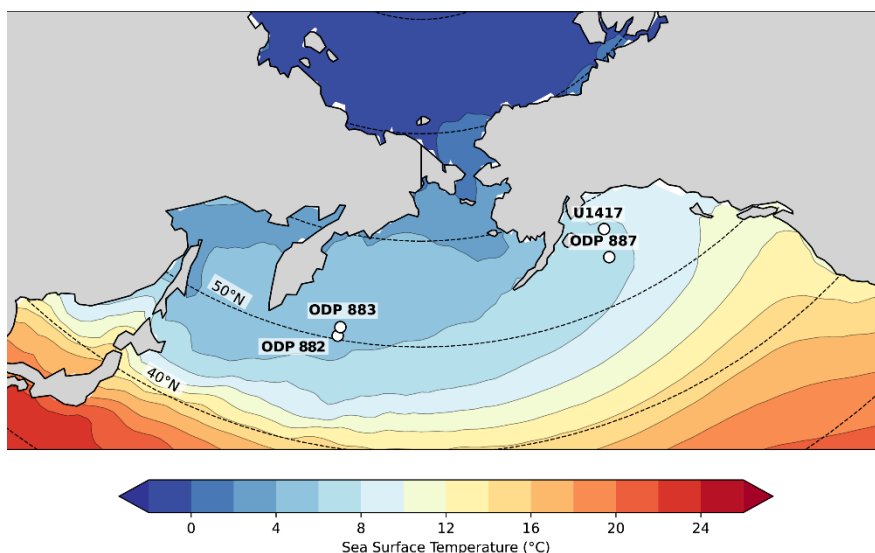 U1417
ODP 887
50°N
ODP 883
ODP 882
40°N
0 4 8 12 16 20 24
Sea Surface Temperature (°C)